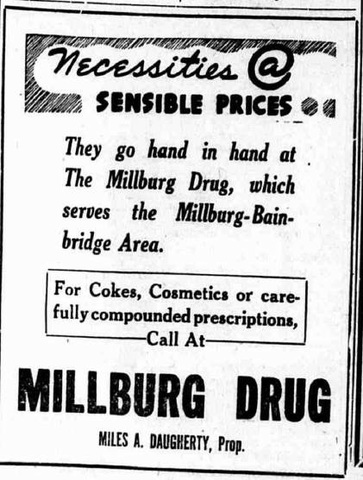 Necessities @
SENSIBLE PRICES
They go hand in hand at
The Millburg Drug, which
serves the Millburg-Bain-
bridge Area.
For Cokes, Cosmetics or care-
fully compounded prescriptions,
Call At
MILLBURG DRUG
MILES A. DAUGHERTY, Prop.